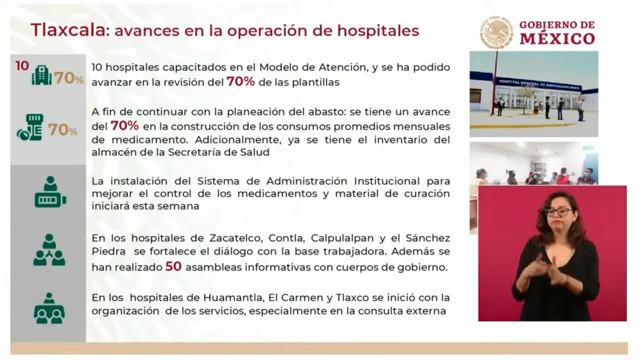 Tlaxcala: avances en la operación de hospitales
GOBIERNO DE
MÉXICO
10
70%
10 hospitales capacitados en el Modelo de Atención, y se ha podido
avanzar en la revisión del 70% de las plantillas
70%
A fin de continuar con la planeación del abasto: se tiene un avance
del 70% en la construcción de los consumos promedios mensuales
de medicamento. Adicionalmente, ya se tiene el inventario del
almacén de la Secretaría de Salud
La instalación del Sistema de Administración Institucional para
mejorar el control de los medicamentos y material de curación
iniciará esta semana
En los hospitales de Zacatelco, Contla, Calpulalpan y el Sánchez
Piedra se fortalece el diálogo con la base trabajadora. Además se
han realizado 50 asambleas informativas con cuerpos de gobierno.
En los hospitales de Huamantla, El Carmen y Tlaxco se inició con la
organización de los servicios, especialmente en la consulta externa
HOSPITAL GENERAL DE